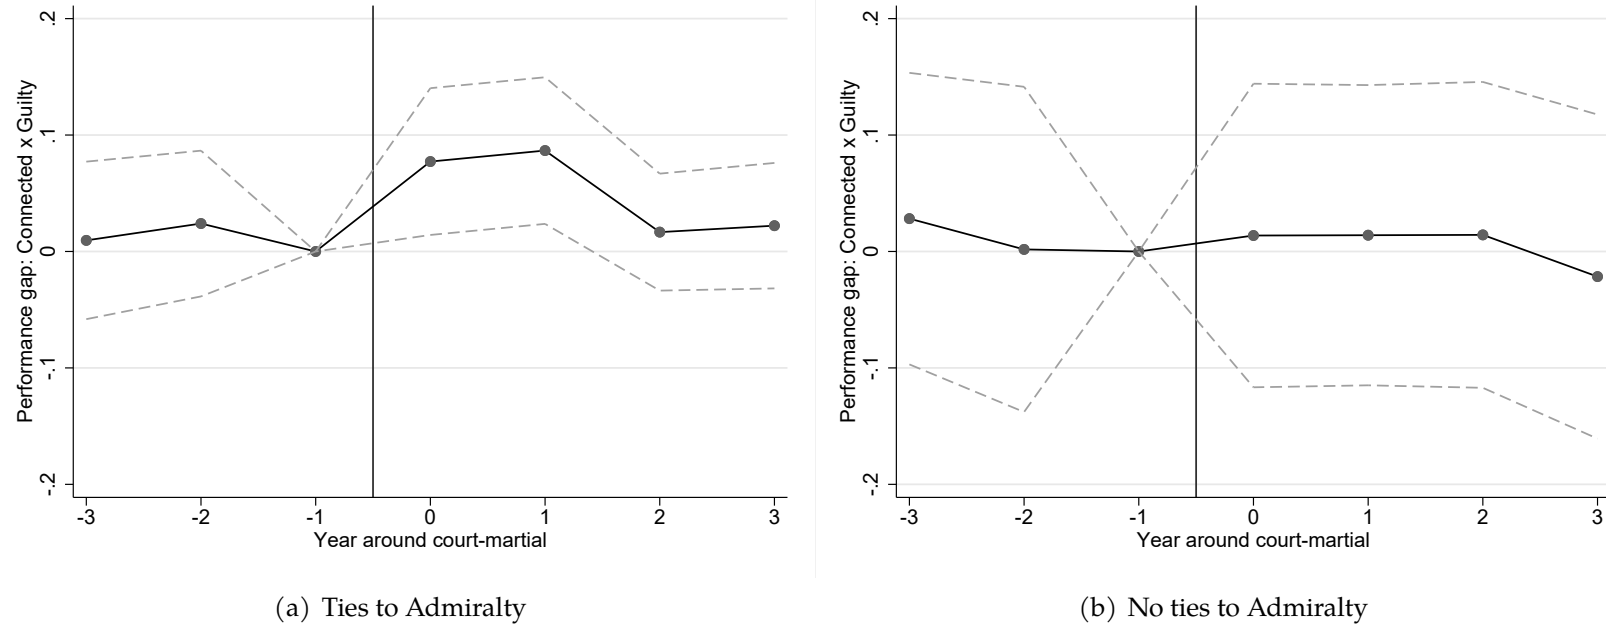 Performance gap: Connected x Guilty
.2
.1
0
-.1
-.2
-3 -2 -1 0 1 2 3
Year around court-martial
(a) Ties to Admiralty
Performance gap: Connected x Guilty
.2
.1
0
-.1
-.2
-3 -2 -1 0 1 2 3
Year around court-martial
(b) No ties to Admiralty